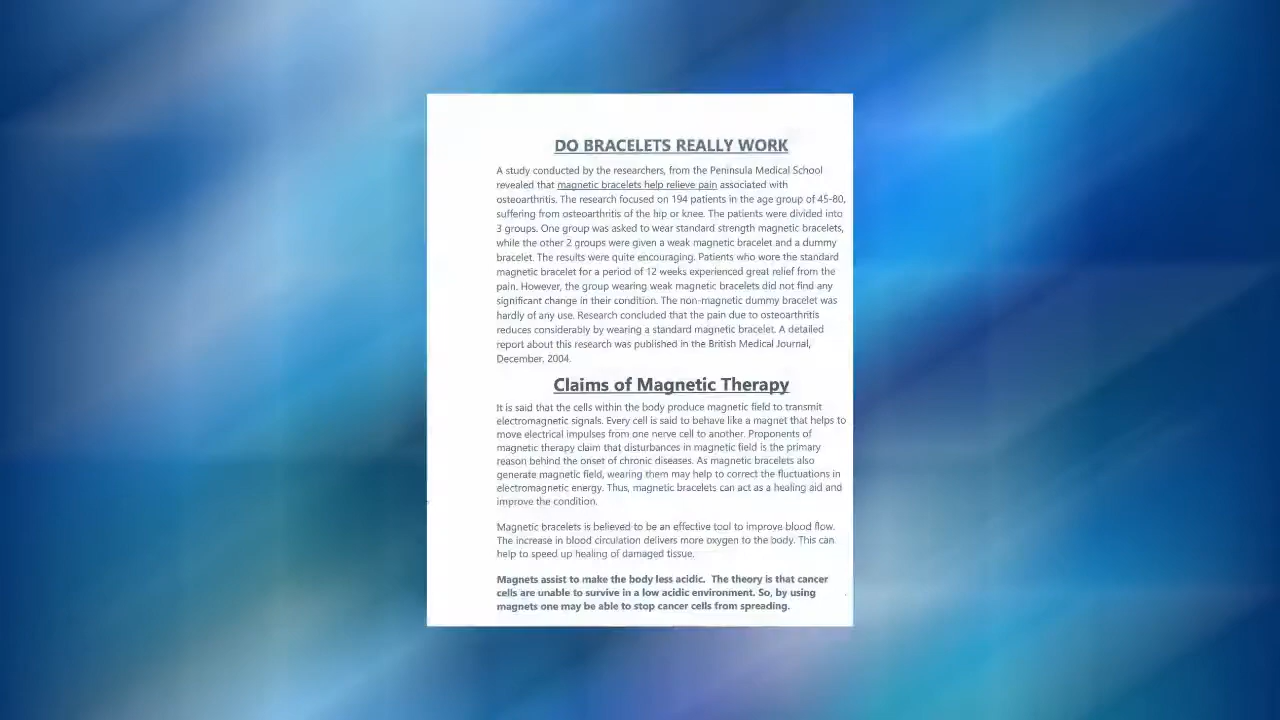 DO BRACELETS REALLY WORK
A study conducted by the researchers, from the Peninsula Medical School
revealed that magnetic bracelets help relieve pain associated with
osteoarthritis. The research focused on 194 patients in the age group of 45-80,
suffering from osteoarthritis of the hip or knee. The patients were divided into
3 groups. One group was asked to wear standard strength magnetic bracelets,
while the other 2 groups were given a weak magnetic bracelet and a dummy
bracelet. The results were quite encouraging. Patients who wore the standard
magnetic bracelet for a period of 12 weeks experienced great relief from the
pain. However, the group wearing weak magnetic bracelets did not find any
significant change in their condition. The non-magnetic dummy bracelet was
hardly of any use. Research concluded that the pain due to osteoarthritis
reduces considerably by wearing a standard magnetic bracelet. A detailed
report about this research was published in the British Medical Journal,
December, 2004.
Claims of Magnetic Therapy
It is said that the cells within the body produce magnetic field to transmit
electromagnetic signals. Every cell is said to behave like a magnet that helps to
move electrical impulses from one nerve cell to another. Proponents of
magnetic therapy claim that disturbances in magnetic field is the primary
reason behind the onset of chronic diseases. As magnetic bracelets also
generate magnetic field, wearing them may help to correct the fluctuations in
electromagnetic energy. Thus, magnetic bracelets can act as a healing aid and
improve the condition.
Magnetic bracelets is believed to be an effective tool to improve blood flow.
The increase in blood circulation delivers more oxygen to the body. This can
help to speed up healing of damaged tissue.
Magnets assist to make the body less acidic. The theory is that cancer
cells are unable to survive in a low acidic environment. So, by using
magnets one may be able to stop cancer cells from spreading.